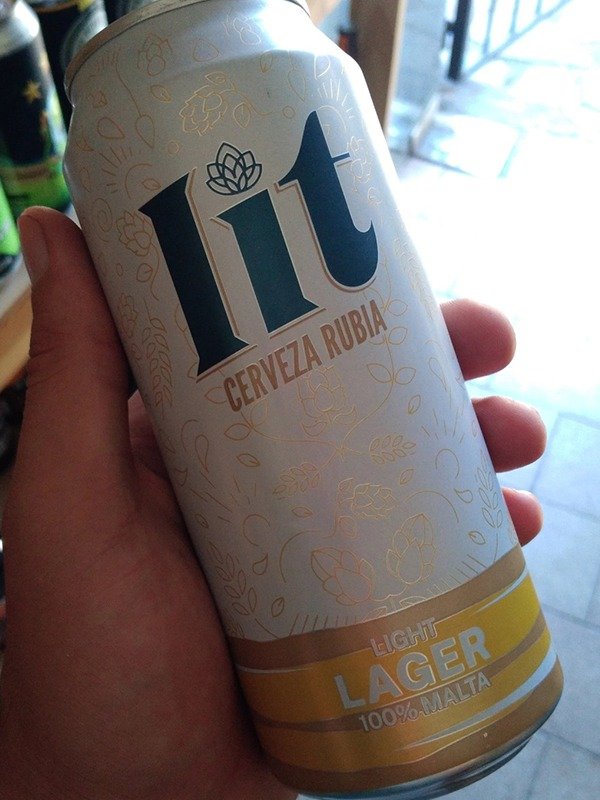 lit
CERVEZA RUBIA
LIGHT
LAGER
100% MALTA